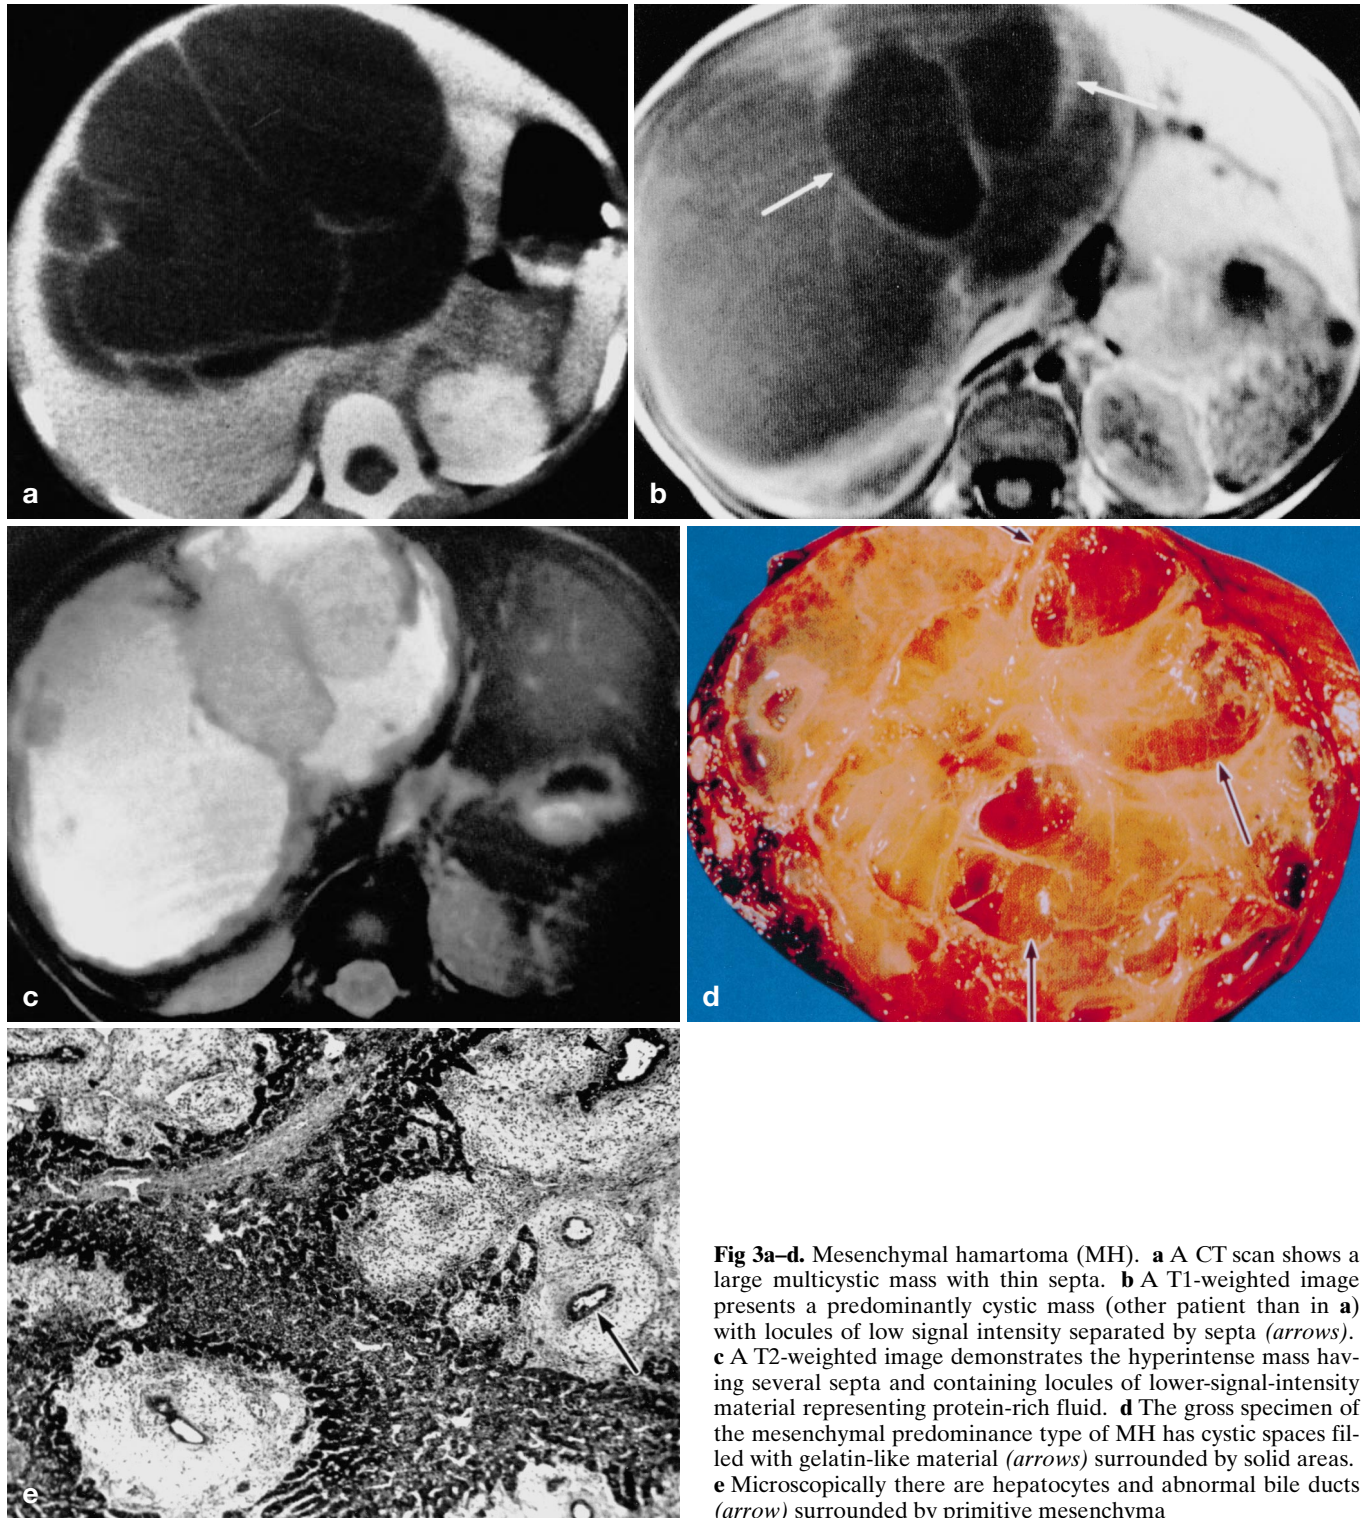 a
b
c
d
e
Fig 3a–d. Mesenchymal hamartoma (MH). a A CT scan shows a
large multicystic mass with thin septa. b A T1-weighted image
presents a predominantly cystic mass (other patient than in a)
with locules of low signal intensity separated by septa (arrows).
c A T2-weighted image demonstrates the hyperintense mass hav-
ing several septa and containing locules of lower-signal-intensity
material representing protein-rich fluid. d The gross specimen of
the mesenchymal predominance type of MH has cystic spaces fil-
led with gelatin-like material (arrows) surrounded by solid areas.
e Microscopically there are hepatocytes and abnormal bile ducts
(arrow) surrounded by primitive mesenchyma